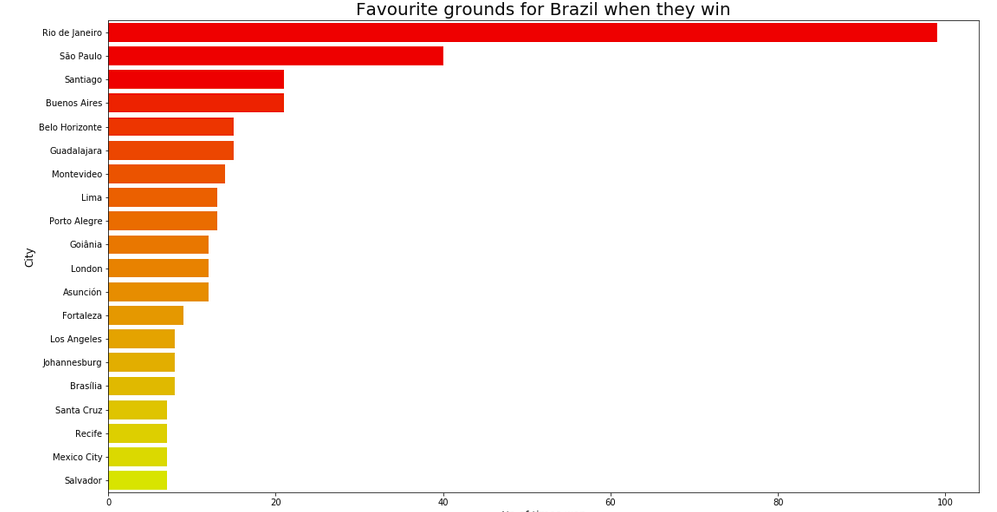 Favourite grounds for Brazil when they win
Rio de Janeiro
São Paulo
Santiago
Buenos Aires
Belo Horizonte
Guadalajara
Montevideo
Lima
Porto Alegre
Goiânia
London
Asunción
Fortaleza
Los Angeles
Johannesburg
Brasília
Santa Cruz
Recife
Mexico City
Salvador
City
0 20 40 60 80 100